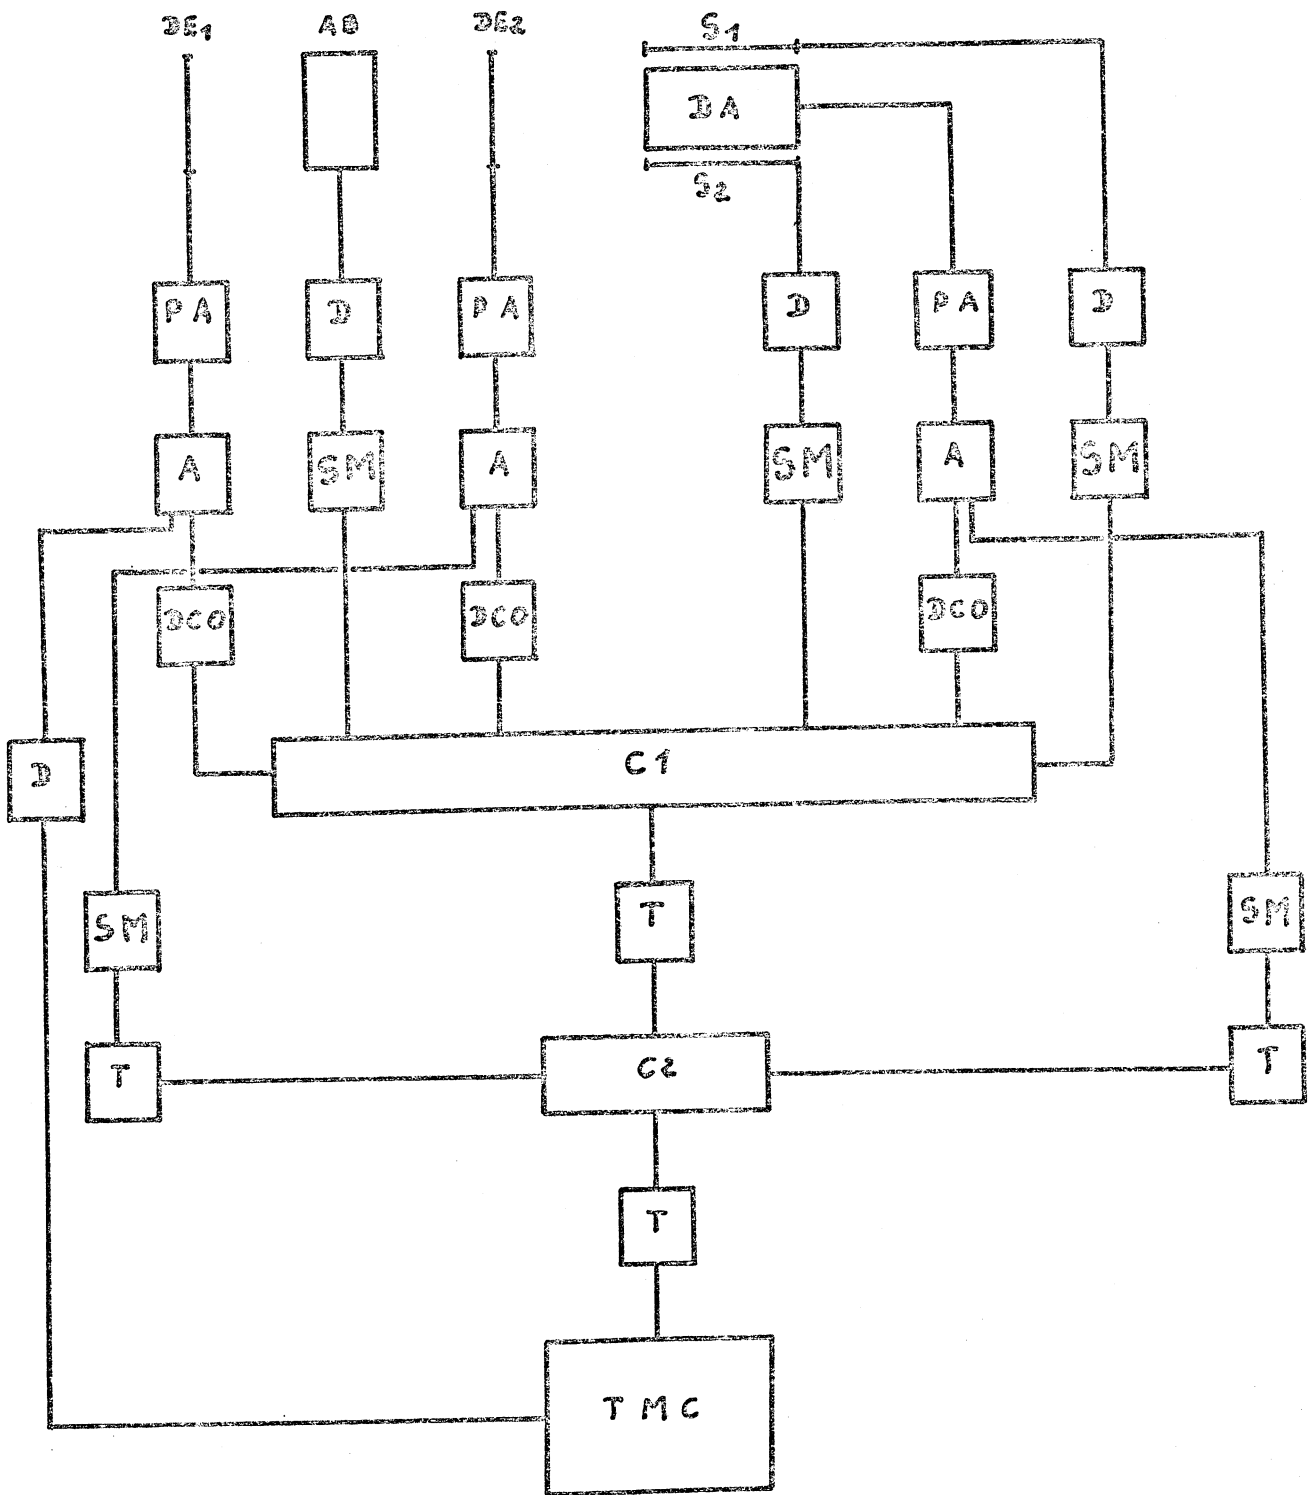 DE1 AB DE2 S1
DA
S2
PA D PA D PA D
A SM A SM A SM
DCO DCO DCO
D C1
SM T SM
T C2 T
T
TMC